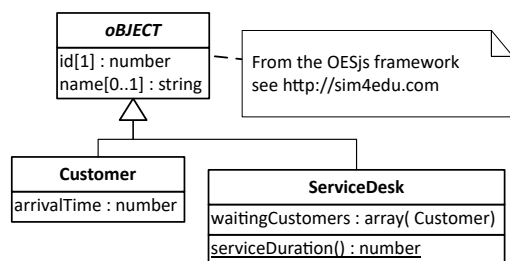 oBJECT
id[1] : number
name[0..1] : string
From the OESjs framework
see http://sim4edu.com
Customer
arrivalTime : number
ServiceDesk
waitingCustomers : array( Customer)
serviceDuration() : number